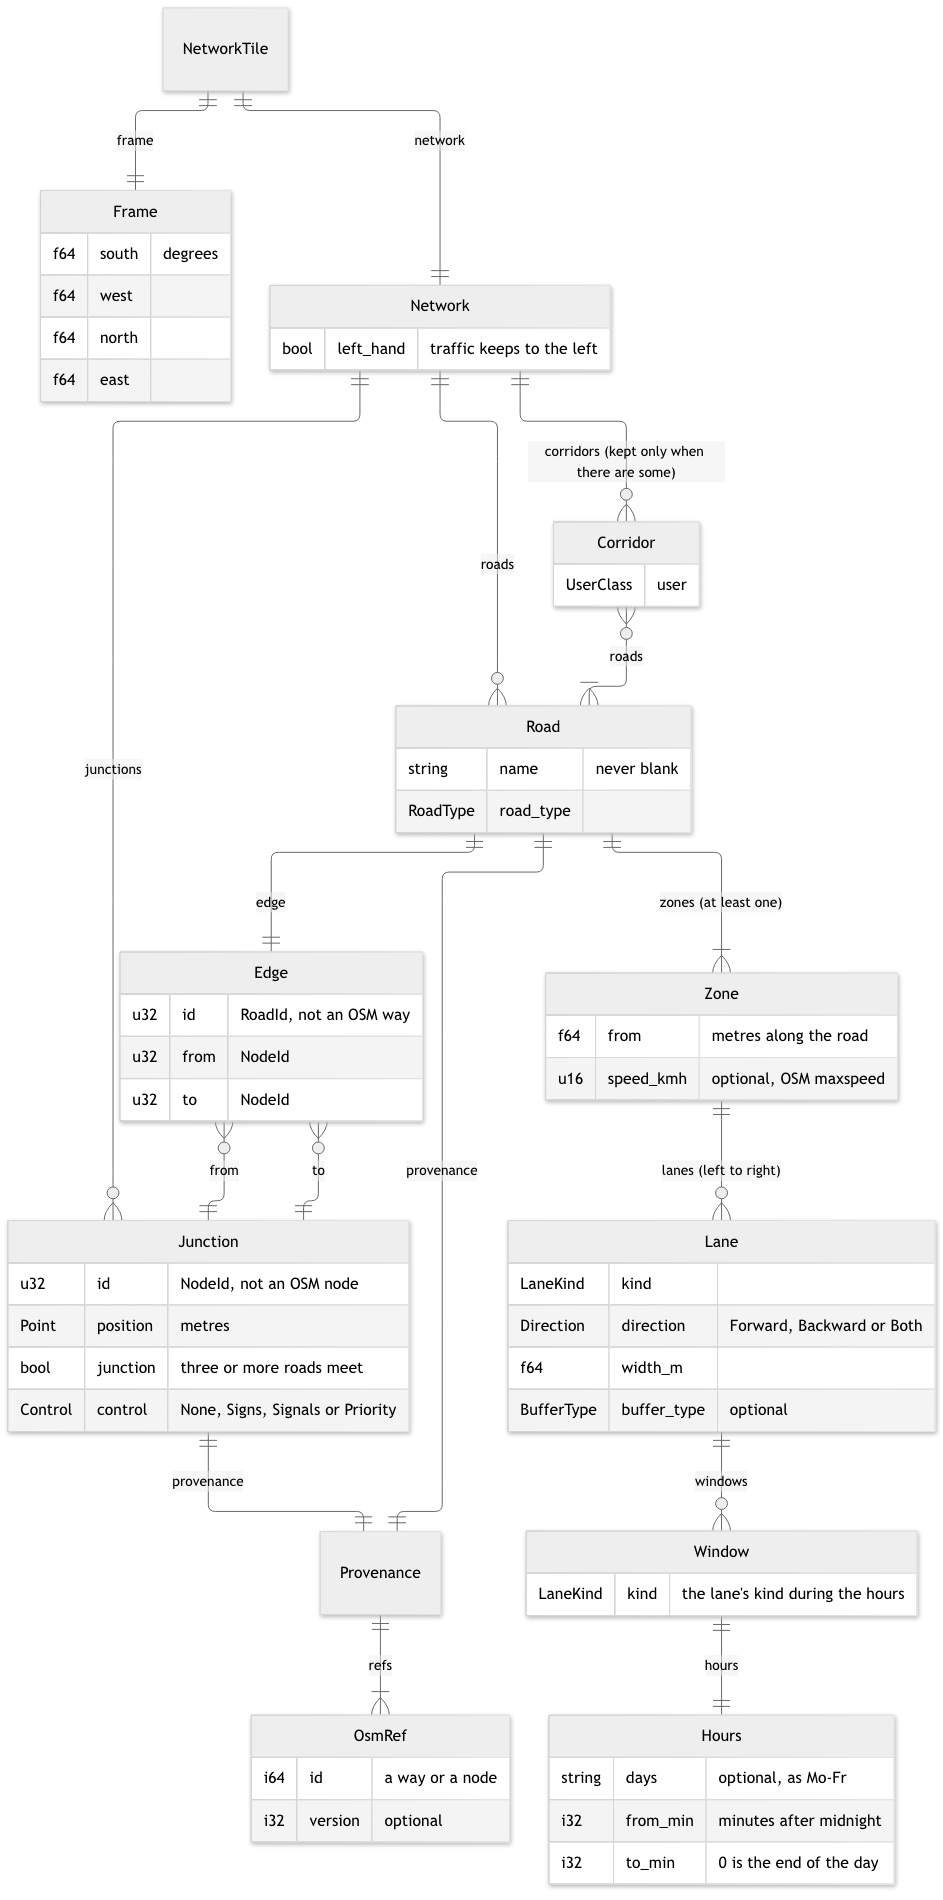 NetworkTile
frame
network
Frame
f64 south degrees
f64 west
f64 north
f64 east
Network
bool left_hand traffic keeps to the left
corridors (kept only when
there are some)
Corridor
UserClass user
roads
roads
Road
string name never blank
RoadType road_type
junctions
edge
zones (at least one)
Edge
u32 id RoadId, not an OSM way
u32 from NodeId
u32 to NodeId
Zone
f64 from metres along the road
u16 speed_kmh optional, OSM maxspeed
from
to
provenance
lanes (left to right)
Junction
u32 id NodeId, not an OSM node
Point position metres
bool junction three or more roads meet
Control control None, Signs, Signals or Priority
Lane
LaneKind kind
Direction direction Forward, Backward or Both
f64 width_m
BufferType buffer_type optional
provenance
windows
Provenance
Window
LaneKind kind the lane's kind during the hours
refs
hours
OsmRef
i64 id a way or a node
i32 version optional
Hours
string days optional, as Mo-Fr
i32 from_min minutes after midnight
i32 to_min 0 is the end of the day